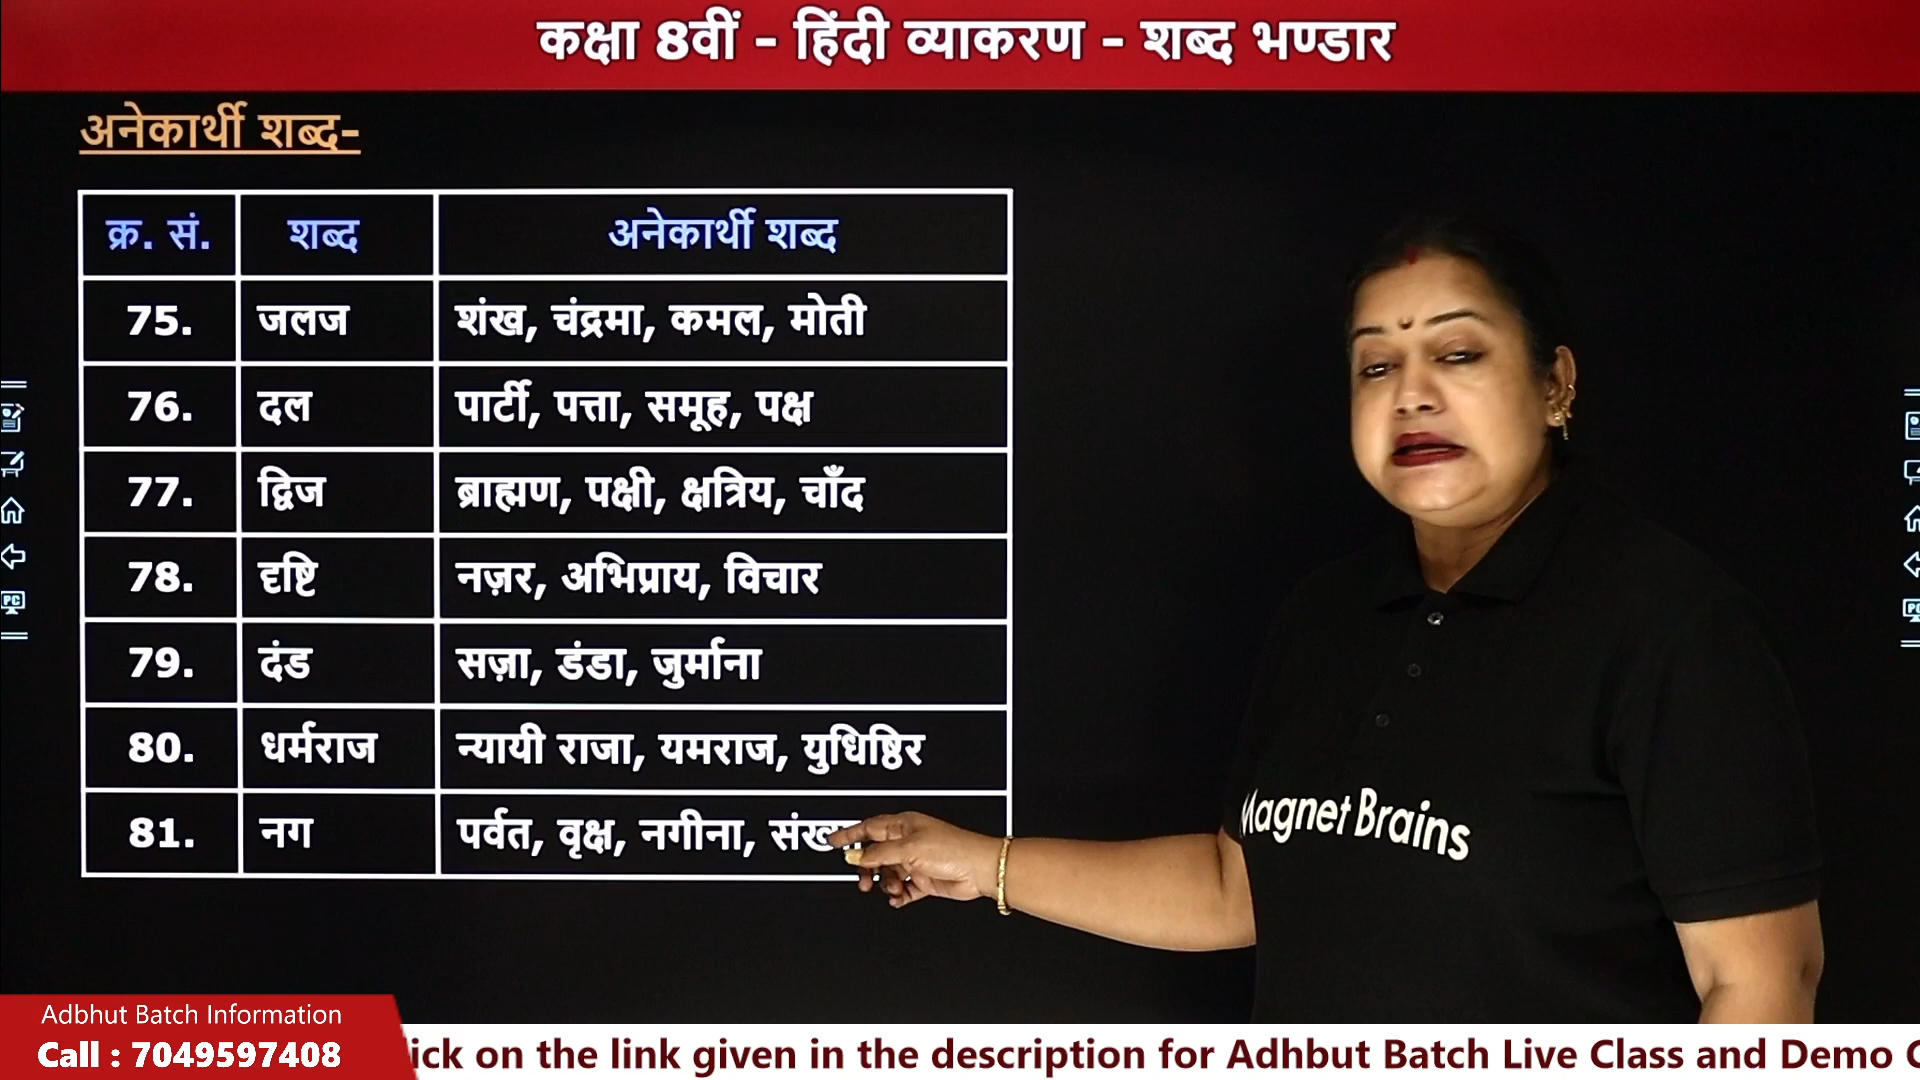 कक्षा 8वीं - हिंदी व्याकरण - शब्द भण्डार
अनेकार्थी शब्द-
क्र. सं. शब्द अनेकार्थी शब्द
75. जलज शंख, चंद्रमा, कमल, मोती
76. दल पार्टी, पत्ता, समूह, पक्ष
77. द्विज ब्राह्मण, पक्षी, क्षत्रिय, चाँद
78. दृष्टि नज़र, अभिप्राय, विचार
79. दंड सज़ा, डंडा, जुर्माना
80. धर्मराज न्यायी राजा, यमराज, युधिष्ठिर
81. नग पर्वत, वृक्ष, नगीना,
Magnet Brains
PC
Adbhut Batch Information
Call : 7049597408
on the link given in the description for Adhbut Batch Live Class and Demo